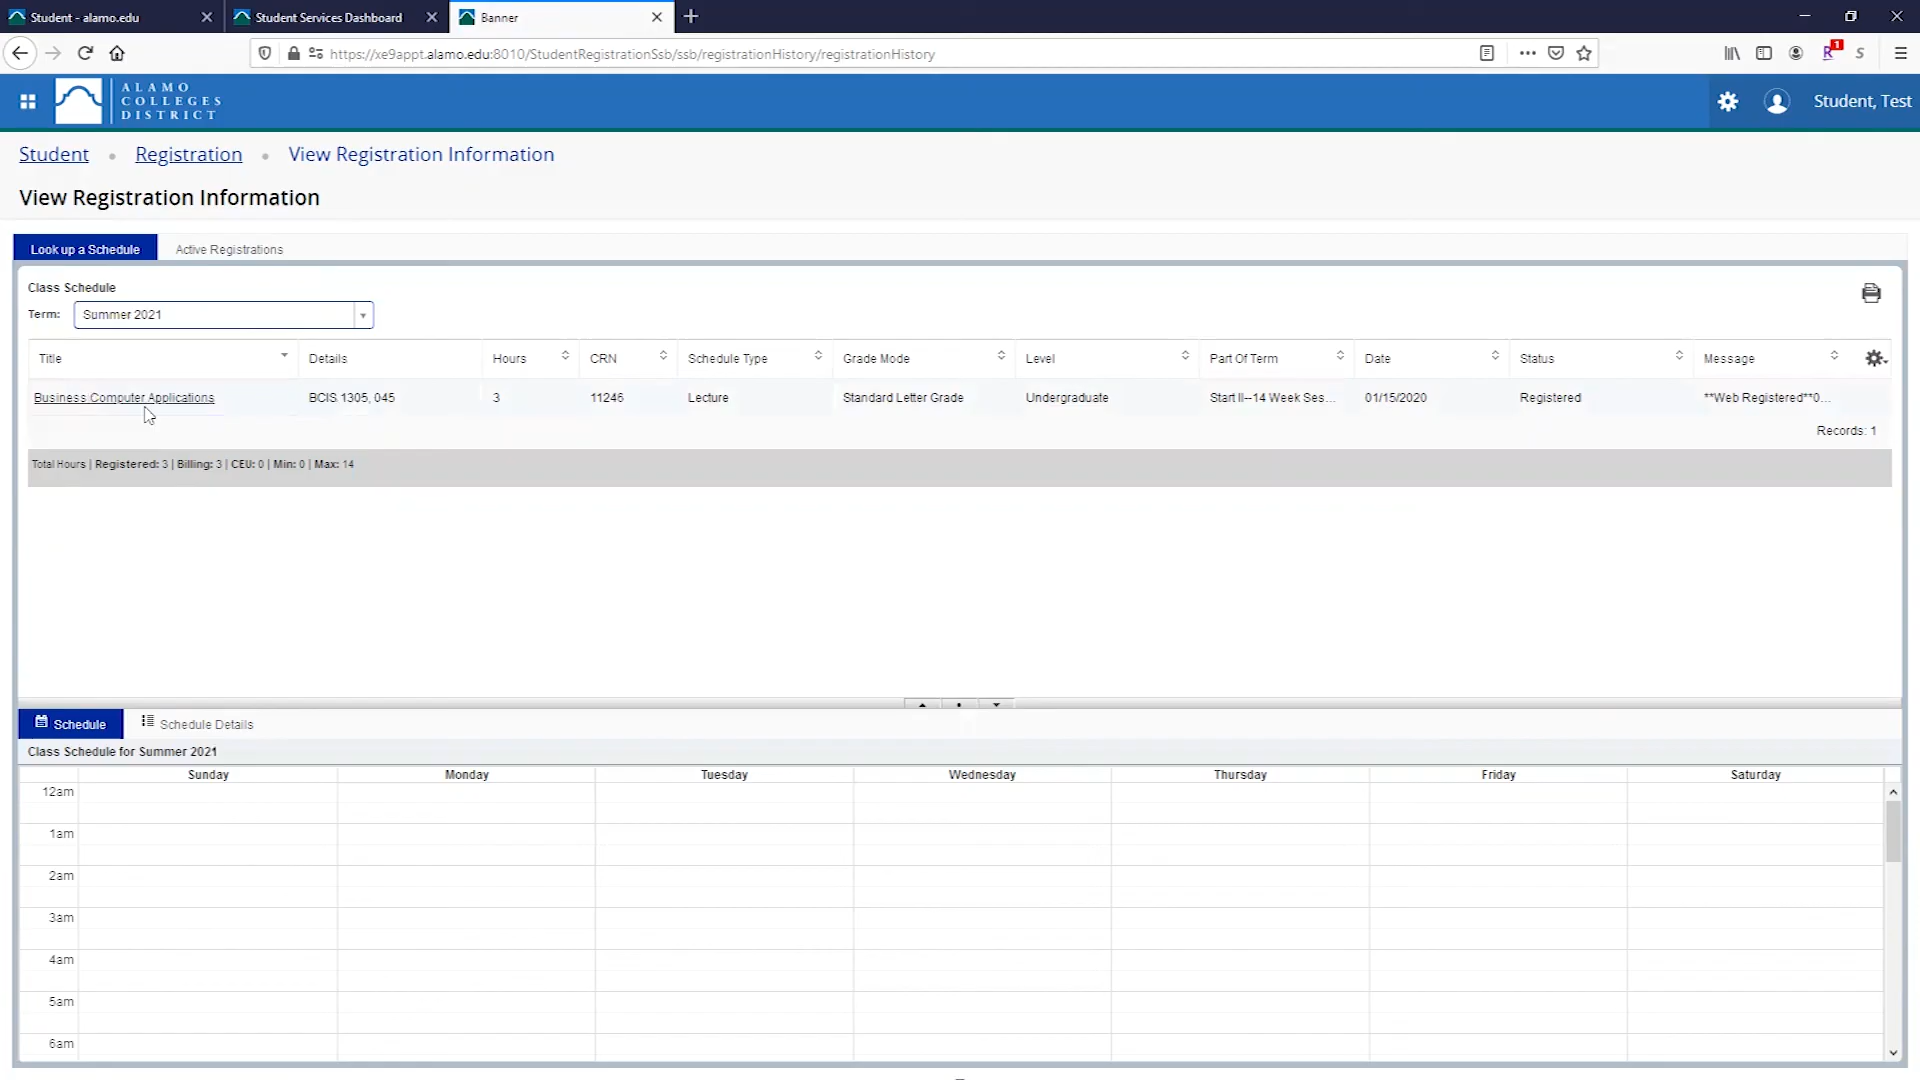 Student - alamo.edu
Student Services Dashboard
Banner
https://xe9appt.alamo.edu:8010/StudentRegistrationSsb/ssb/registrationHistory/registrationHistory
1
ALAMO
COLLEGES
DISTRICT
Student, Test
Student • Registration • View Registration Information
View Registration Information
Look up a Schedule
Active Registrations
Class Schedule
Term: Summer 2021
Title Details Hours CRN Schedule Type Grade Mode Level Part Of Term Date Status Message
Business Computer Applications BCIS 1305, 045 3 11246 Lecture Standard Letter Grade Undergraduate Start II--14 Week Ses... 01/15/2020 Registered **Web Registered**0...
Records: 1
Total Hours | Registered: 3 | Billing: 3 | CEU: 0 | Min: 0 | Max: 14
Schedule
Schedule Details
Class Schedule for Summer 2021
Sunday Monday Tuesday Wednesday Thursday Friday Saturday
12am
1am
2am
3am
4am
5am
6am